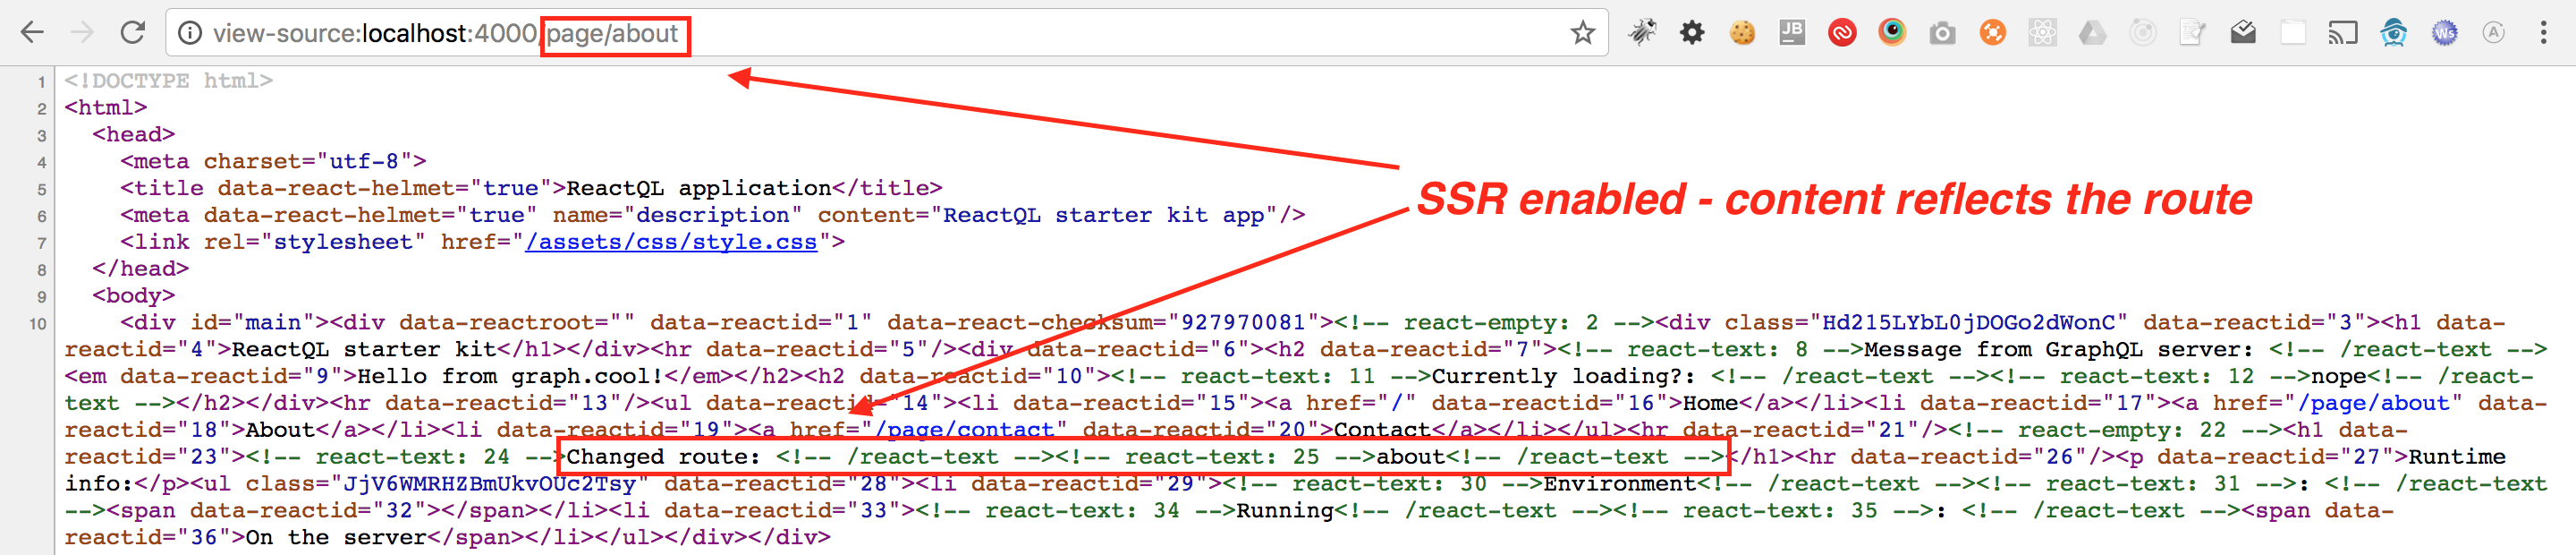 view-source:localhost:4000/page/about
JB
Ws
A
1 <!DOCTYPE html>
2 <html>
3 <head>
4 <meta charset="utf-8">
5 <title data-react-helmet="true">ReactQL application</title>
6 <meta data-react-helmet="true" name="description" content="ReactQL starter kit app"/>
7 <link rel="stylesheet" href="/assets/css/style.css">
8 </head>
9 <body>
SSR enabled - content reflects the route
10 <div id="main"><div data-reactroot="" data-reactid="1" data-react-checksum="927970081"><!-- react-empty: 2 --><div class="Hd215LYbL0jDOGo2dWonC" data-reactid="3"><h1 data-
reactid="4">ReactQL starter kit</h1></div><hr data-reactid="5"/><div data-reactid="6"><h2 data-reactid="7"><!-- react-text: 8 -->Message from GraphQL server: <!-- /react-text -->
<em data-reactid="9">Hello from graph.cool!</em></h2><h2 data-reactid="10"><!-- react-text: 11 -->Currently loading?: <!-- /react-text --><!-- react-text: 12 -->nope<!-- /react-
text --></h2></div><hr data-reactid="13"/><ul data-reactid="14"><li data-reactid="15"><a href="/" data-reactid="16">Home</a></li><li data-reactid="17"><a href="/page/about" data-
reactid="18">About</a></li><li data-reactid="19"><a href="/page/contact" data-reactid="20">Contact</a></li></ul><hr data-reactid="21"/><!-- react-empty: 22 --><h1 data-
reactid="23"><!-- react-text: 24 -->Changed route: <!-- /react-text --><!-- react-text: 25 -->about<!-- /react-text --></h1><hr data-reactid="26"/><p data-reactid="27">Runtime
info:</p><ul class="JjV6WMRHZBmUkvOUc2Tsy" data-reactid="28"><li data-reactid="29"><!-- react-text: 30 -->Environment<!-- /react-text --><!-- react-text: 31 -->: <!-- /react-text
--><span data-reactid="32"></span></li><li data-reactid="33"><!-- react-text: 34 -->Running<!-- /react-text --><!-- react-text: 35 -->: <!-- /react-text --><span data-
reactid="36">On the server</span></li></ul></div></div>